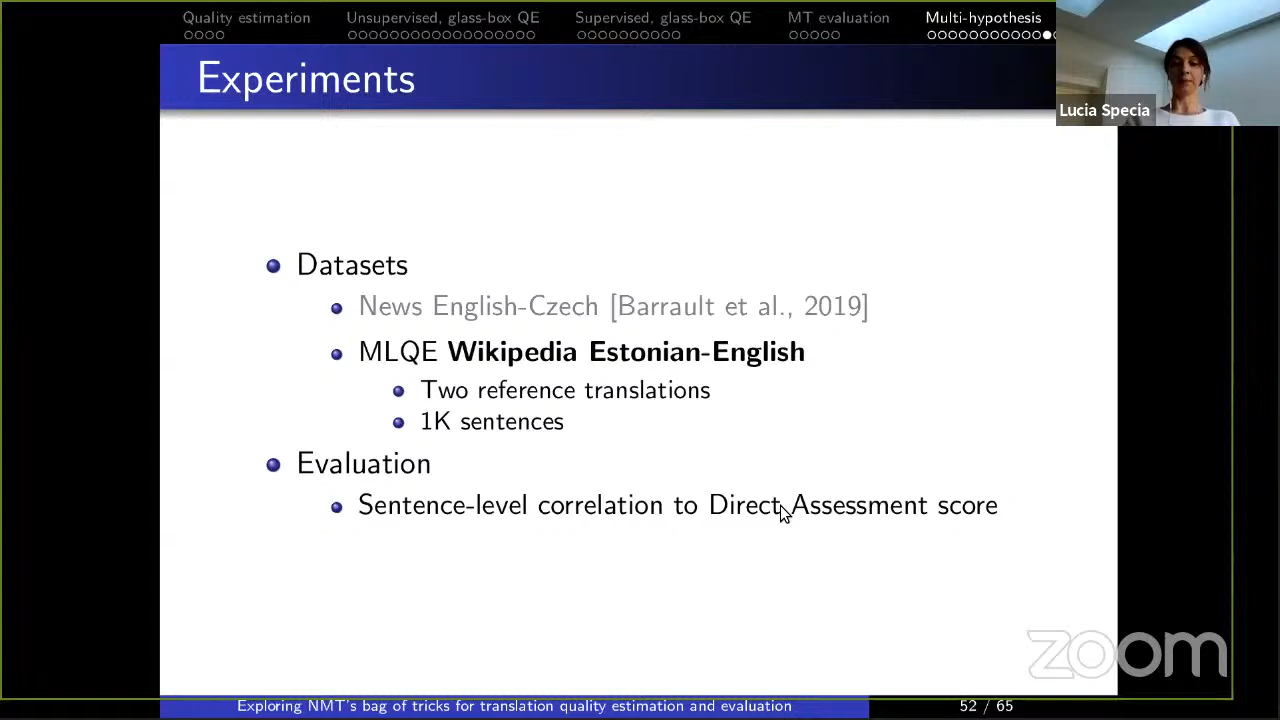 Quality estimation Unsupervised, glass-box QE Supervised, glass-box QE MT evaluation Multi-hypothesis
Experiments
Lucia Specia
Datasets
News English-Czech [Barrault et al., 2019]
MLQE Wikipedia Estonian-English
Two reference translations
1K sentences
Evaluation
Sentence-level correlation to Direct Assessment score
zoom
Exploring NMT's bag of tricks for translation quality estimation and evaluation 52 / 65